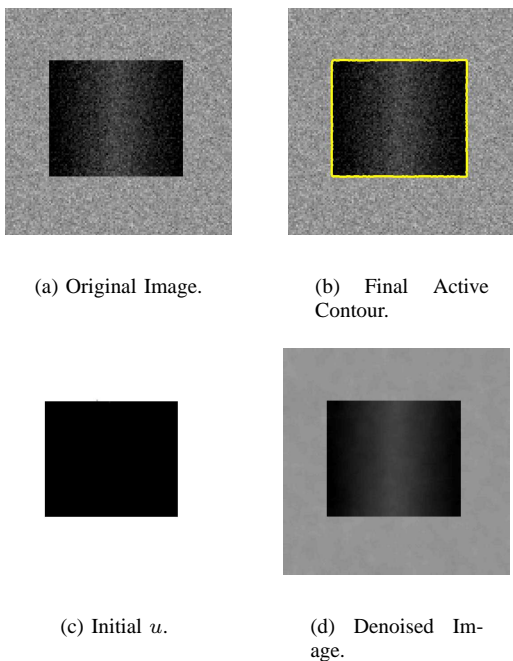 (a) Original Image.
(b) Final Active
Contour.
(c) Initial u.
(d) Denoised Im-
age.